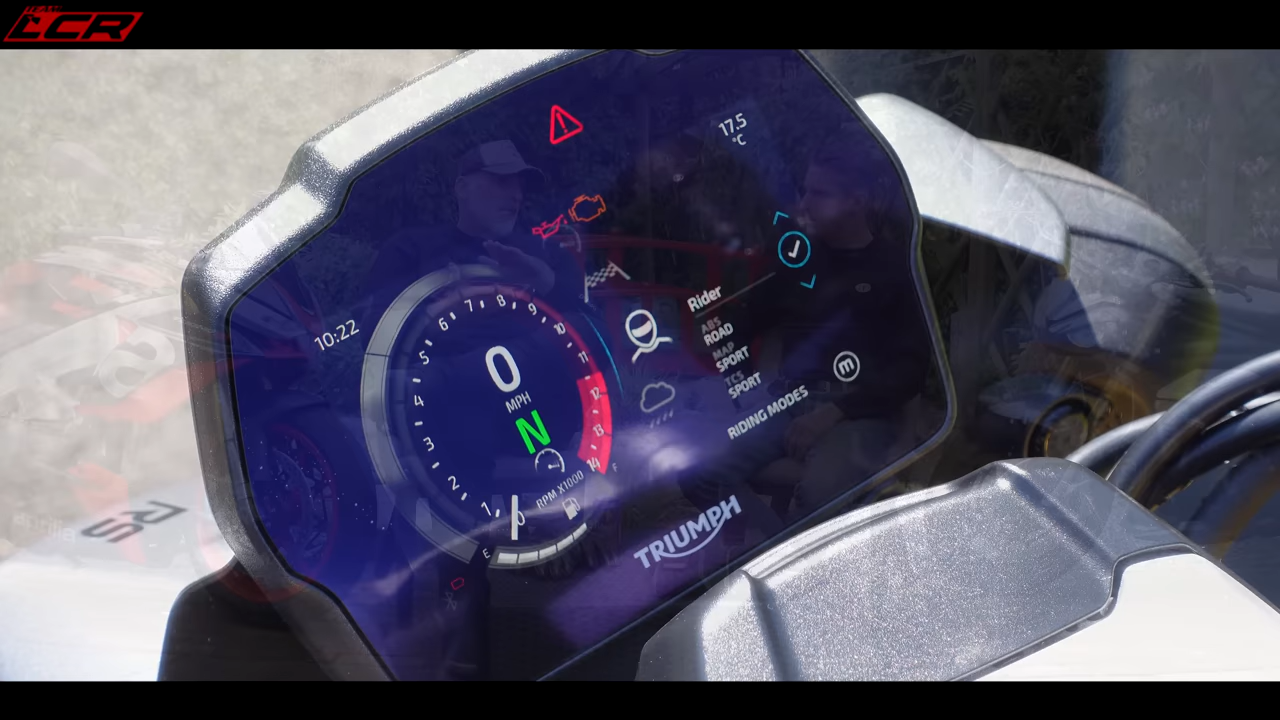 LCR
17.5
°C
10:22
Rider
ABS
ROAD
MAP
SPORT
TCS
SPORT
RIDING MODES
m
0
MPH
N
RPM X1000
0
1
2
3
4
5
6
7
8
9
10
11
12
13
14
E
F
TRIUMPH
RS